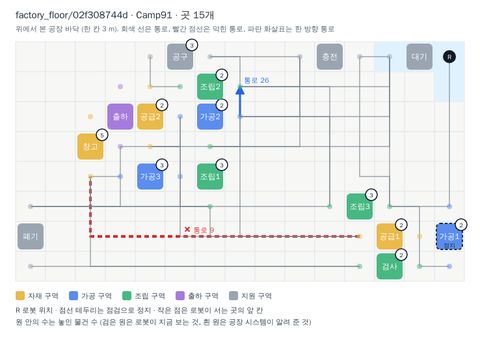 factory_floor/02f308744d · Camp91 · 곳 15개
위에서 본 공장 바닥 (한 칸 3 m). 회색 선은 통로, 빨간 점선은 막힌 통로, 파란 화살표는 한 방향 통로
공구 3
충전
대기
R
조립2 2
통로 26
출하
공급2 2
가공2 2
창고 5
가공3 3
조립1 3
조립3 3
폐기
✖ 통로 9
공급1 2
가공1 2
검사 2
자재 구역 가공 구역 조립 구역 출하 구역 지원 구역
R 로봇 위치 · 점선 테두리는 점검으로 정지 · 작은 점은 로봇이 서는 곳의 앞 칸
원 안의 수는 놓인 물건 수 (검은 원은 로봇이 지금 보는 것, 흰 원은 공장 시스템이 알려 준 것)